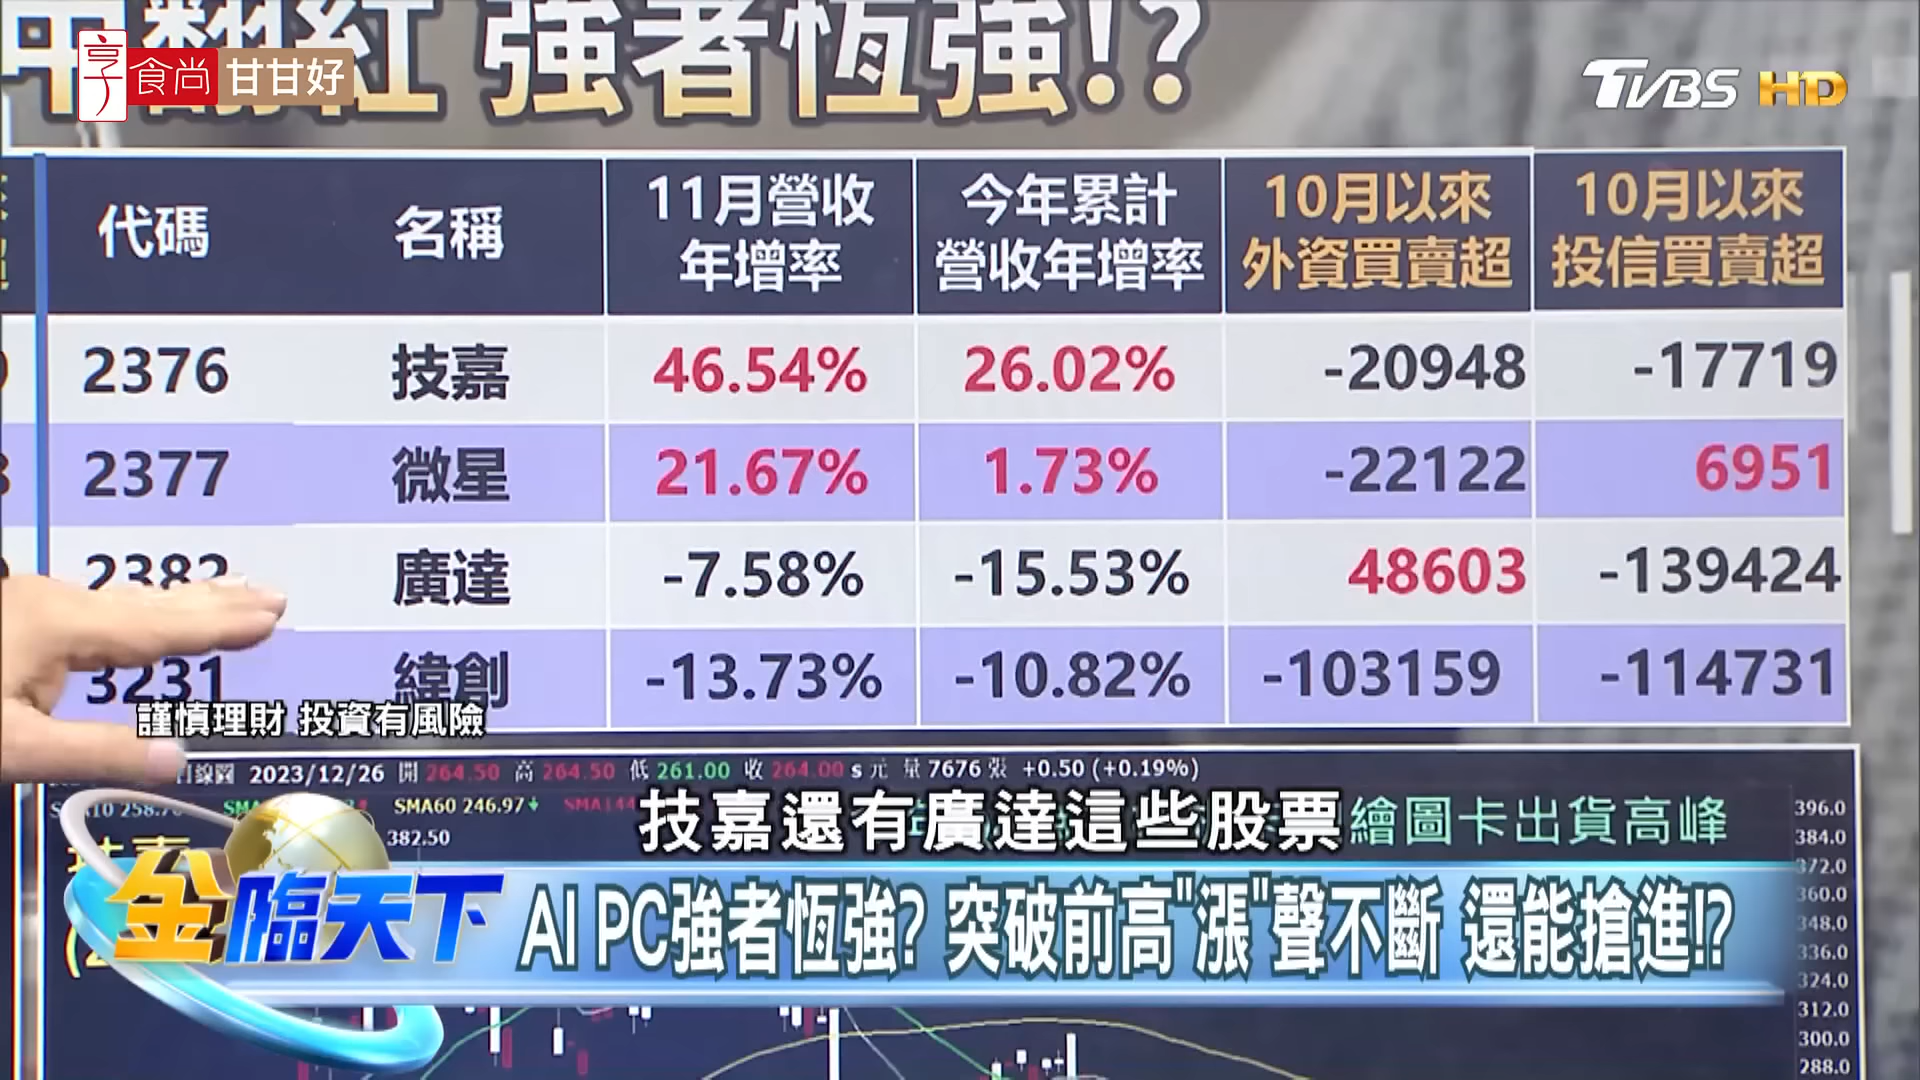 中翻紅 強者恆強!?
享 食尚 甘甘好
TVBS HD
代碼 名稱 11月營收年增率 今年累計營收年增率 10月以來外資買賣超 10月以來投信買賣超
2376 技嘉 46.54% 26.02% -20948 -17719
2377 微星 21.67% 1.73% -22122 6951
2382 廣達 -7.58% -15.53% 48603 -139424
3231 緯創 -13.73% -10.82% -103159 -114731
謹慎理財 投資有風險
日線圖 2023/12/26 開 264.50 高 264.50 低 261.00 收 264.00 s 元 量 7676 張 +0.50 (+0.19%)
SMA60 246.97↓
382.50
技嘉還有廣達這些股票
繪圖卡出貨高峰
396.0
384.0
372.0
360.0
348.0
336.0
324.0
312.0
300.0
288.0
金臨天下
AI PC強者恆強? 突破前高"漲"聲不斷 還能搶進!?